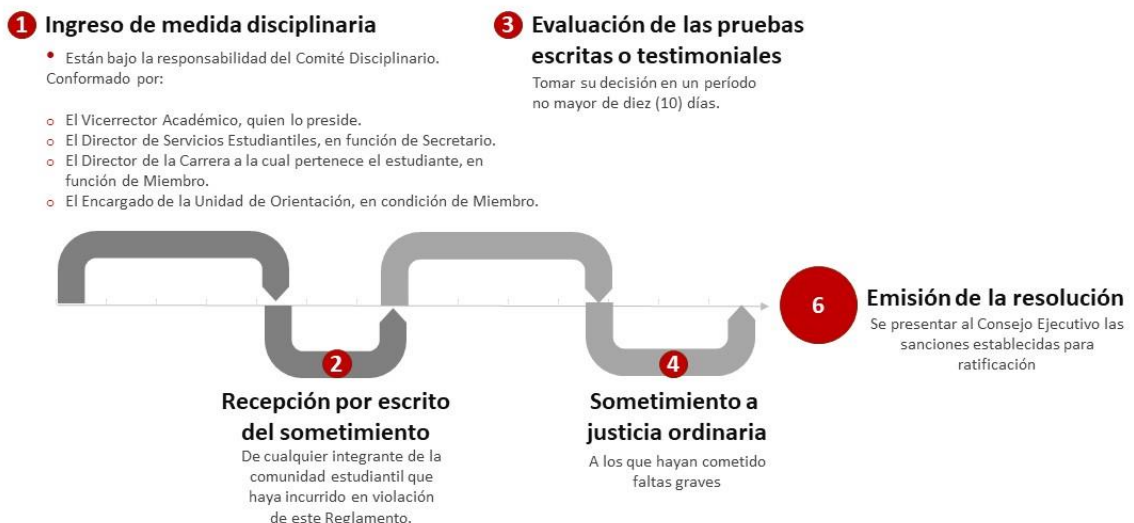 1 Ingreso de medida disciplinaria
• Están bajo la responsabilidad del Comité Disciplinario.
Conformado por:
o El Vicerrector Académico, quien lo preside.
o El Director de Servicios Estudiantiles, en función de Secretario.
o El Director de la Carrera a la cual pertenece el estudiante, en
función de Miembro.
o El Encargado de la Unidad de Orientación, en condición de Miembro.
2
Recepción por escrito
del sometimiento
De cualquier integrante de la
comunidad estudiantil que
haya incurrido en violación
de este Reglamento.
3 Evaluación de las pruebas
escritas o testimoniales
Tomar su decisión en un período
no mayor de diez (10) días.
4
Sometimiento a
justicia ordinaria
A los que hayan cometido
faltas graves
6
Emisión de la resolución
Se presentar al Consejo Ejecutivo las
sanciones establecidas para
ratificación